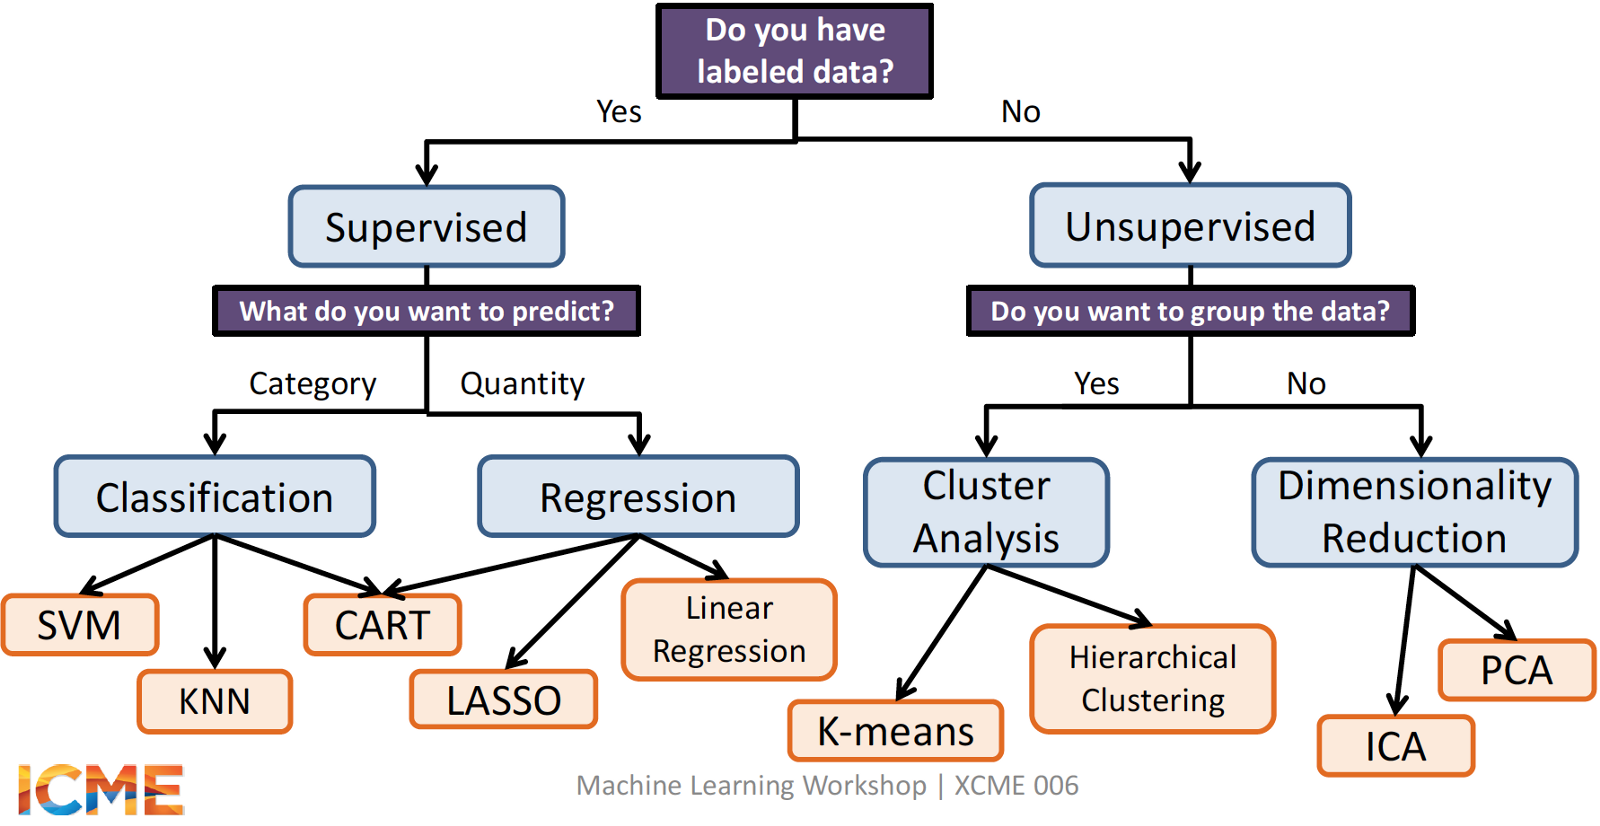 Do you have
labeled data?
Yes
No
Supervised
Unsupervised
What do you want to predict?
Do you want to group the data?
Category
Quantity
Yes
No
Classification
Regression
Cluster
Analysis
Dimensionality
Reduction
SVM
CART
Linear
Regression
KNN
LASSO
K-means
Hierarchical
Clustering
PCA
ICA
ICME
Machine Learning Workshop | XCME 006